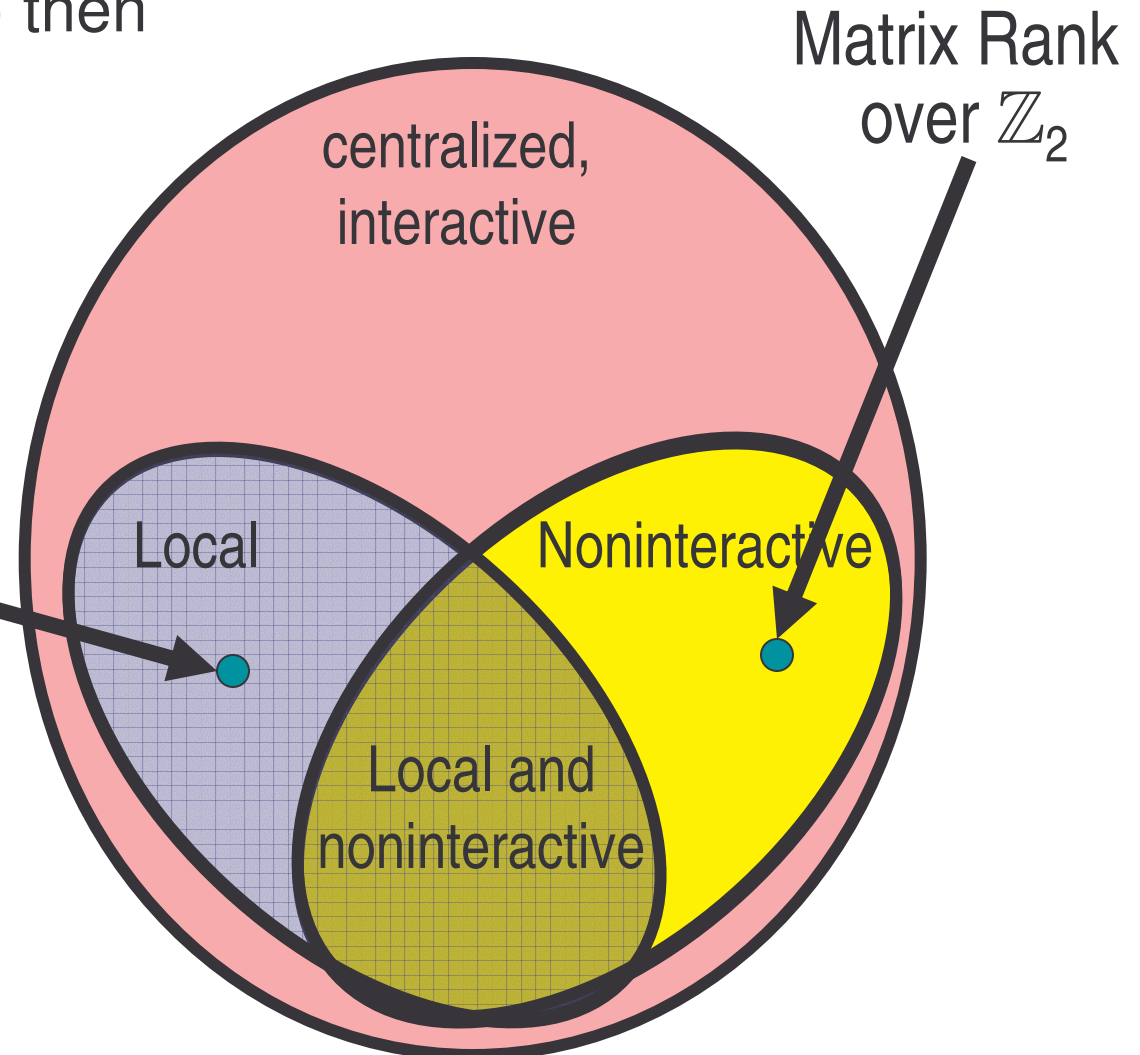 then
Matrix Rank
over ℤ₂
centralized,
interactive
Local
Noninteractive
Local and
noninteractive